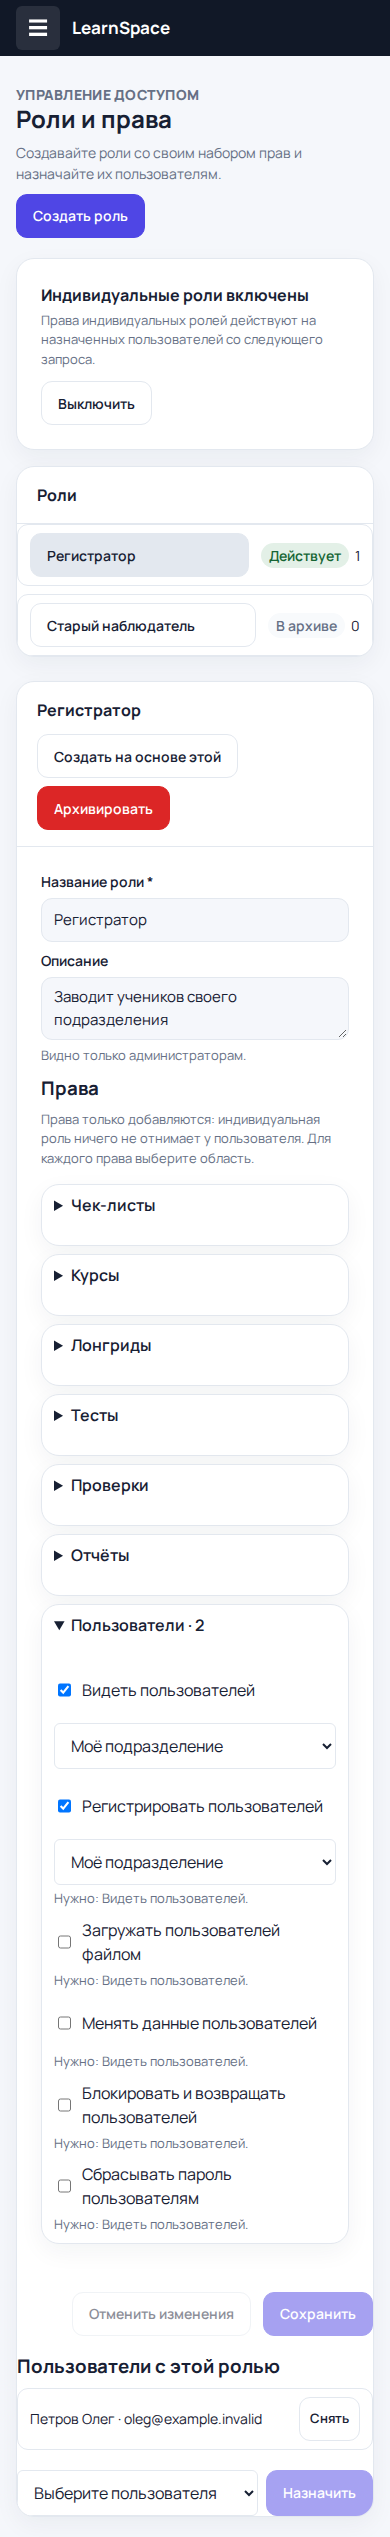 ☰ LearnSpace
УПРАВЛЕНИЕ ДОСТУПОМ
Роли и права
Создавайте роли со своим набором прав и
назначайте их пользователям.
Создать роль
Индивидуальные роли включены
Права индивидуальных ролей действуют на
назначенных пользователей со следующего
запроса.
Выключить
Роли
Регистратор Действует 1
Старый наблюдатель В архиве 0
Регистратор
Создать на основе этой
Архивировать
Название роли *
Регистратор
Описание
Заводит учеников своего
подразделения
Видно только администраторам.
Права
Права только добавляются: индивидуальная
роль ничего не отнимает у пользователя. Для
каждого права выберите область.
Чек-листы
Курсы
Лонгриды
Тесты
Проверки
Отчёты
Пользователи · 2
Видеть пользователей
Моё подразделение
Регистрировать пользователей
Моё подразделение
Нужно: Видеть пользователей.
Загружать пользователей
файлом
Нужно: Видеть пользователей.
Менять данные пользователей
Нужно: Видеть пользователей.
Блокировать и возвращать
пользователей
Нужно: Видеть пользователей.
Сбрасывать пароль
пользователям
Нужно: Видеть пользователей.
Отменить изменения Сохранить
Пользователи с этой ролью
Петров Олег · oleg@example.invalid Снять
Выберите пользователя Назначить